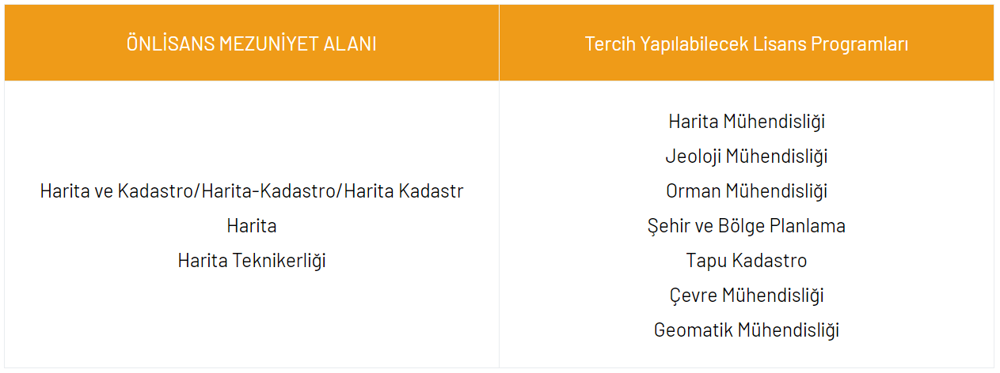 ÖNLİSANS MEZUNİYET ALANI
Tercih Yapılabilecek Lisans Programları
Harita ve Kadastro/Harita-Kadastro/Harita Kadastr
Harita
Harita Teknikerliği
Harita Mühendisliği
Jeoloji Mühendisliği
Orman Mühendisliği
Şehir ve Bölge Planlama
Tapu Kadastro
Çevre Mühendisliği
Geomatik Mühendisliği